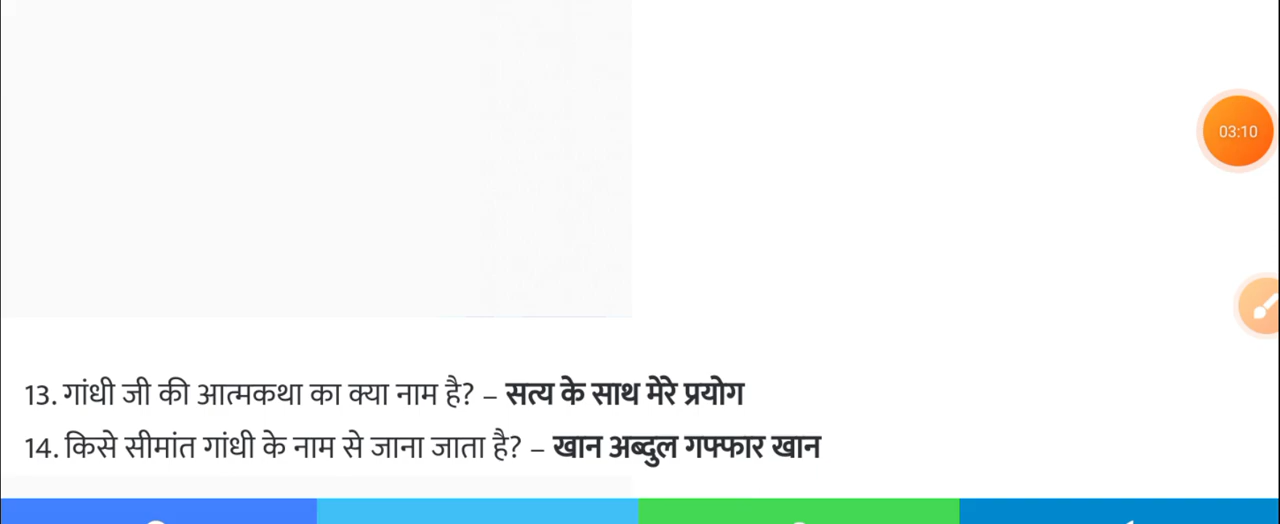 03:10
13. गांधी जी की आत्मकथा का क्या नाम है? – सत्य के साथ मेरे प्रयोग
14. किसे सीमांत गांधी के नाम से जाना जाता है? – खान अब्दुल गफ्फार खान